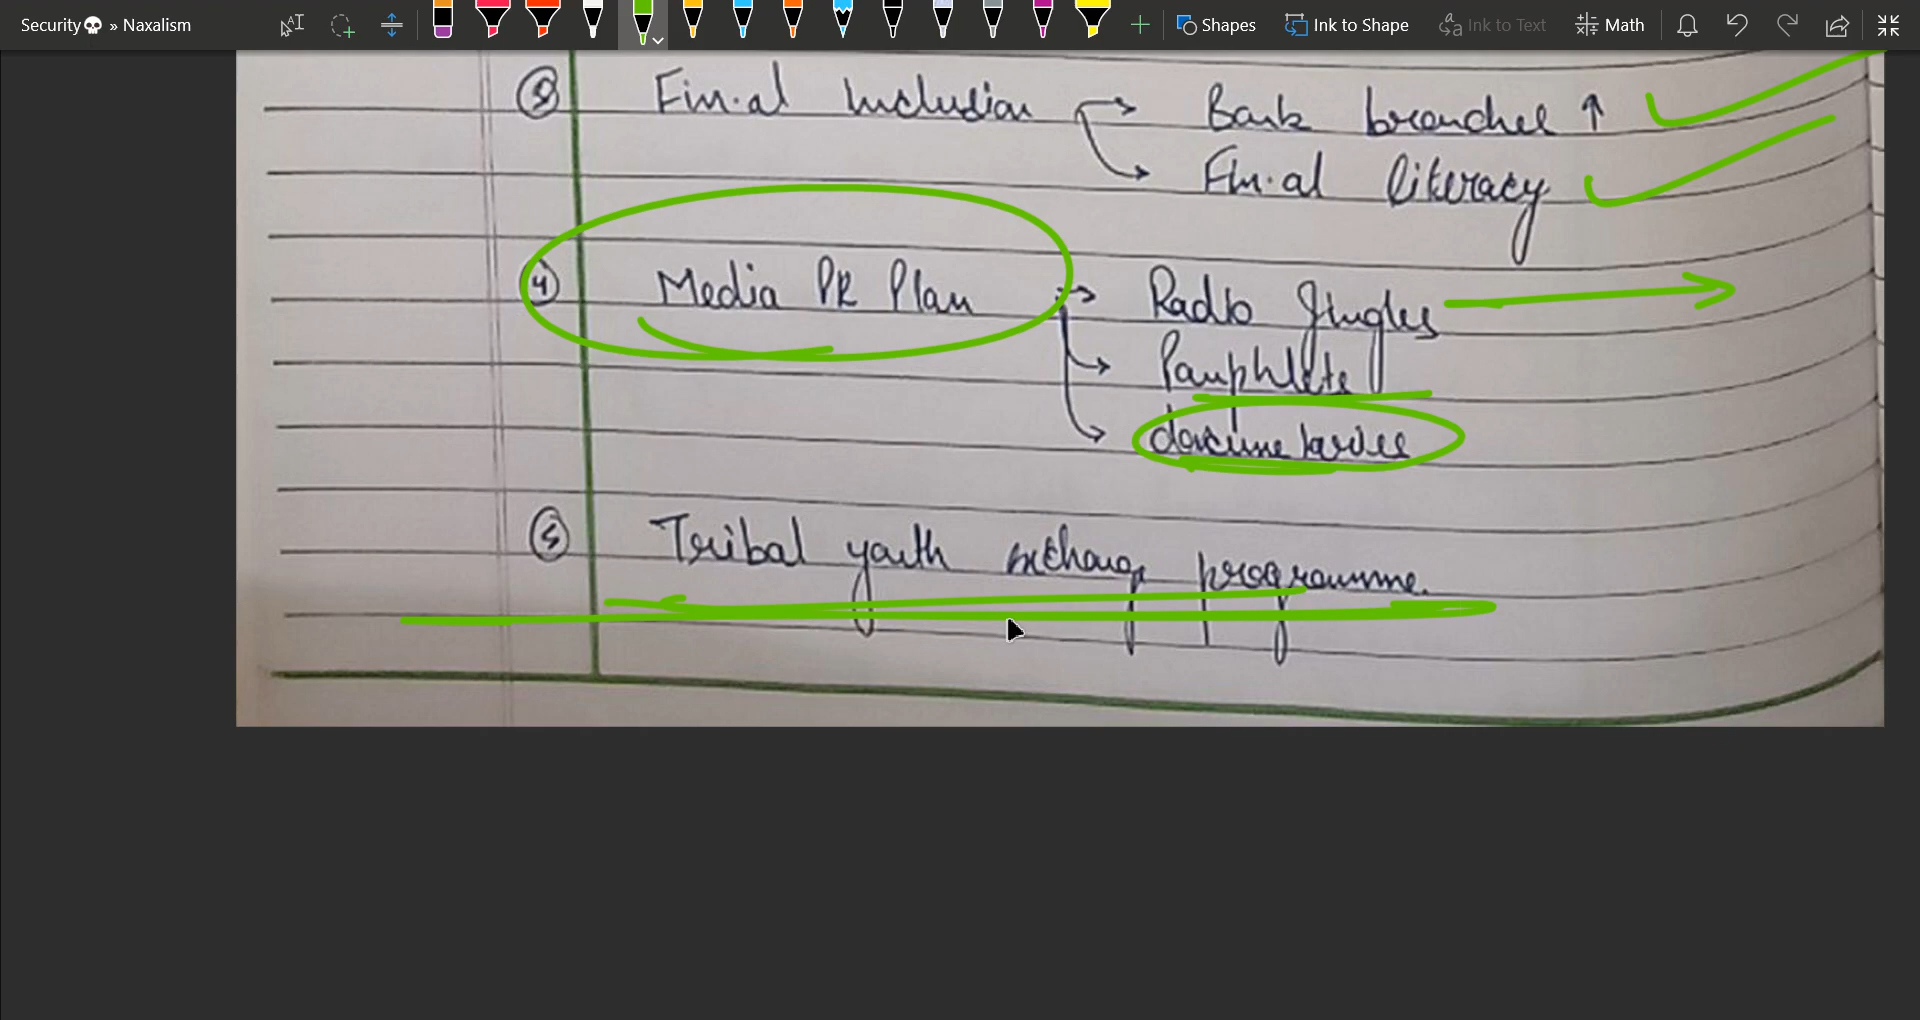 Security💀 » Naxalism
Shapes Ink to Shape Ink to Text Math
③ Fin.al Inclusion → Bank branches ↑
→ Fin.al literacy
④ Media PR Plan → Radio Jingles
→ Pamphlets
→ documetaries
⑤ Tribal youth exchange programme.